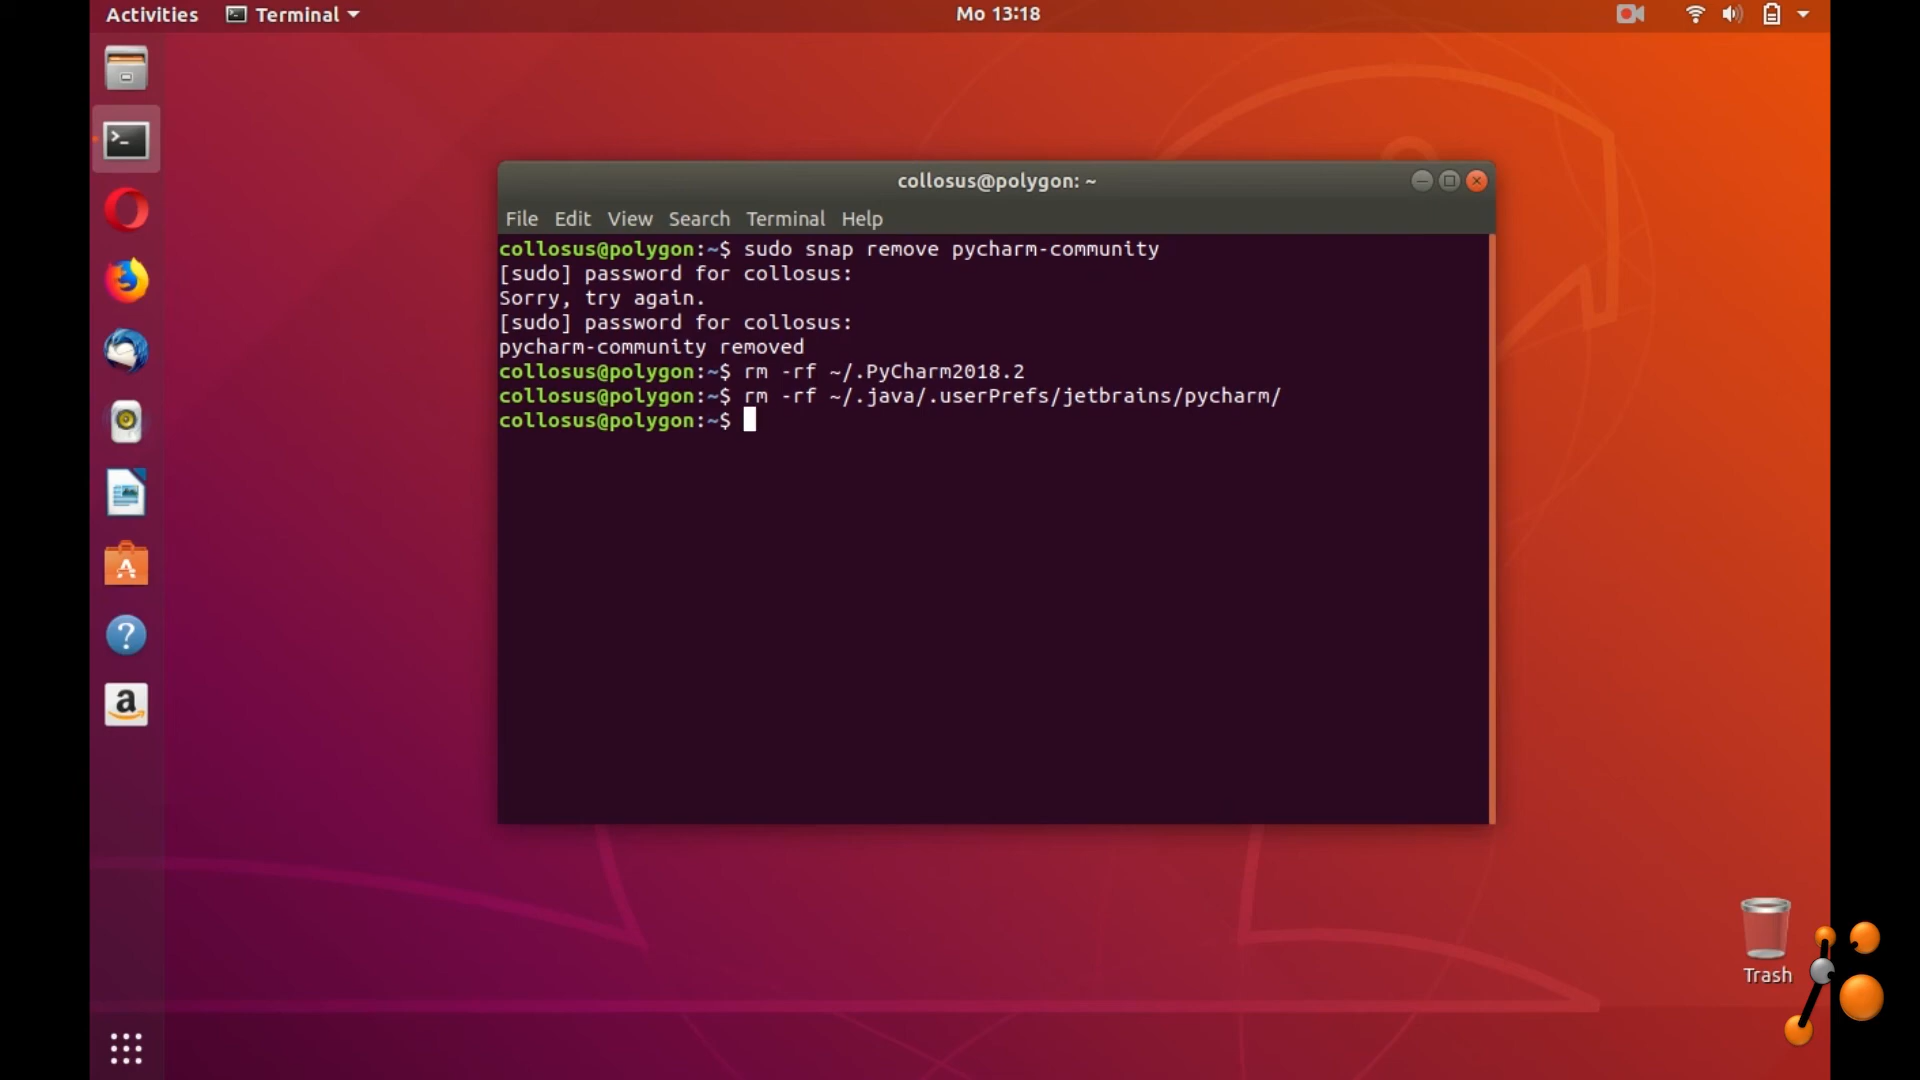 Activities Terminal Mo 13:18
collosus@polygon: ~
File Edit View Search Terminal Help
collosus@polygon:~$ sudo snap remove pycharm-community
[sudo] password for collosus:
Sorry, try again.
[sudo] password for collosus:
pycharm-community removed
collosus@polygon:~$ rm -rf ~/.PyCharm2018.2
collosus@polygon:~$ rm -rf ~/.java/.userPrefs/jetbrains/pycharm/
collosus@polygon:~$
Trash